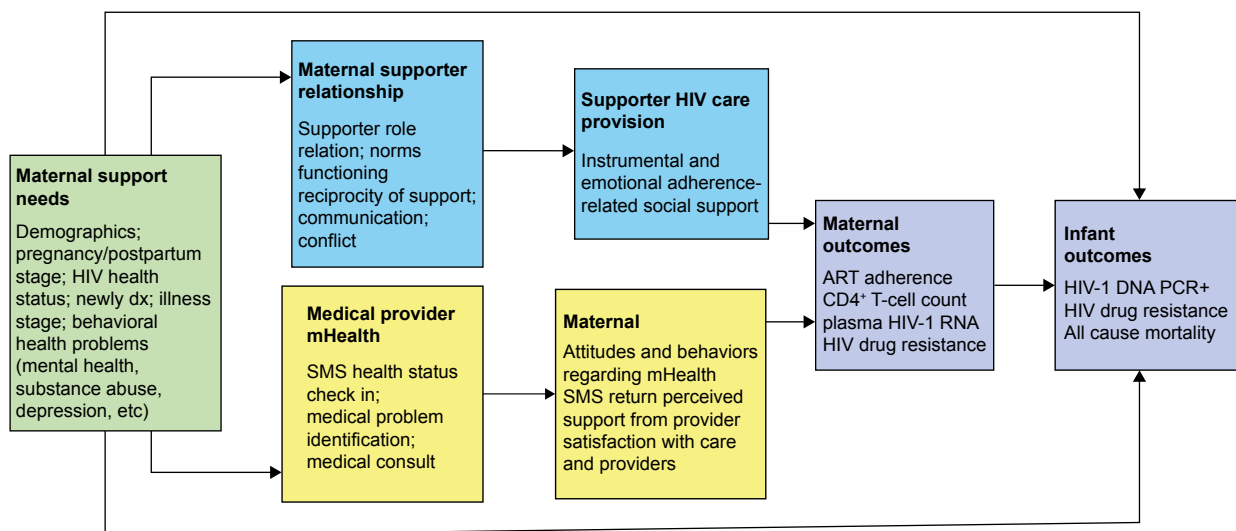 Maternal support
needs
Demographics;
pregnancy/postpartum
stage; HIV health
status; newly dx; illness
stage; behavioral
health problems
(mental health,
substance abuse,
depression, etc)
Maternal supporter
relationship
Supporter role
relation; norms
functioning
reciprocity of support;
communication;
conflict
Supporter HIV care
provision
Instrumental and
emotional adherence-
related social support
Medical provider
mHealth
SMS health status
check in;
medical problem
identification;
medical consult
Maternal
Attitudes and behaviors
regarding mHealth
SMS return perceived
support from provider
satisfaction with care
and providers
Maternal
outcomes
ART adherence
CD4⁺ T-cell count
plasma HIV-1 RNA
HIV drug resistance
Infant
outcomes
HIV-1 DNA PCR+
HIV drug resistance
All cause mortality